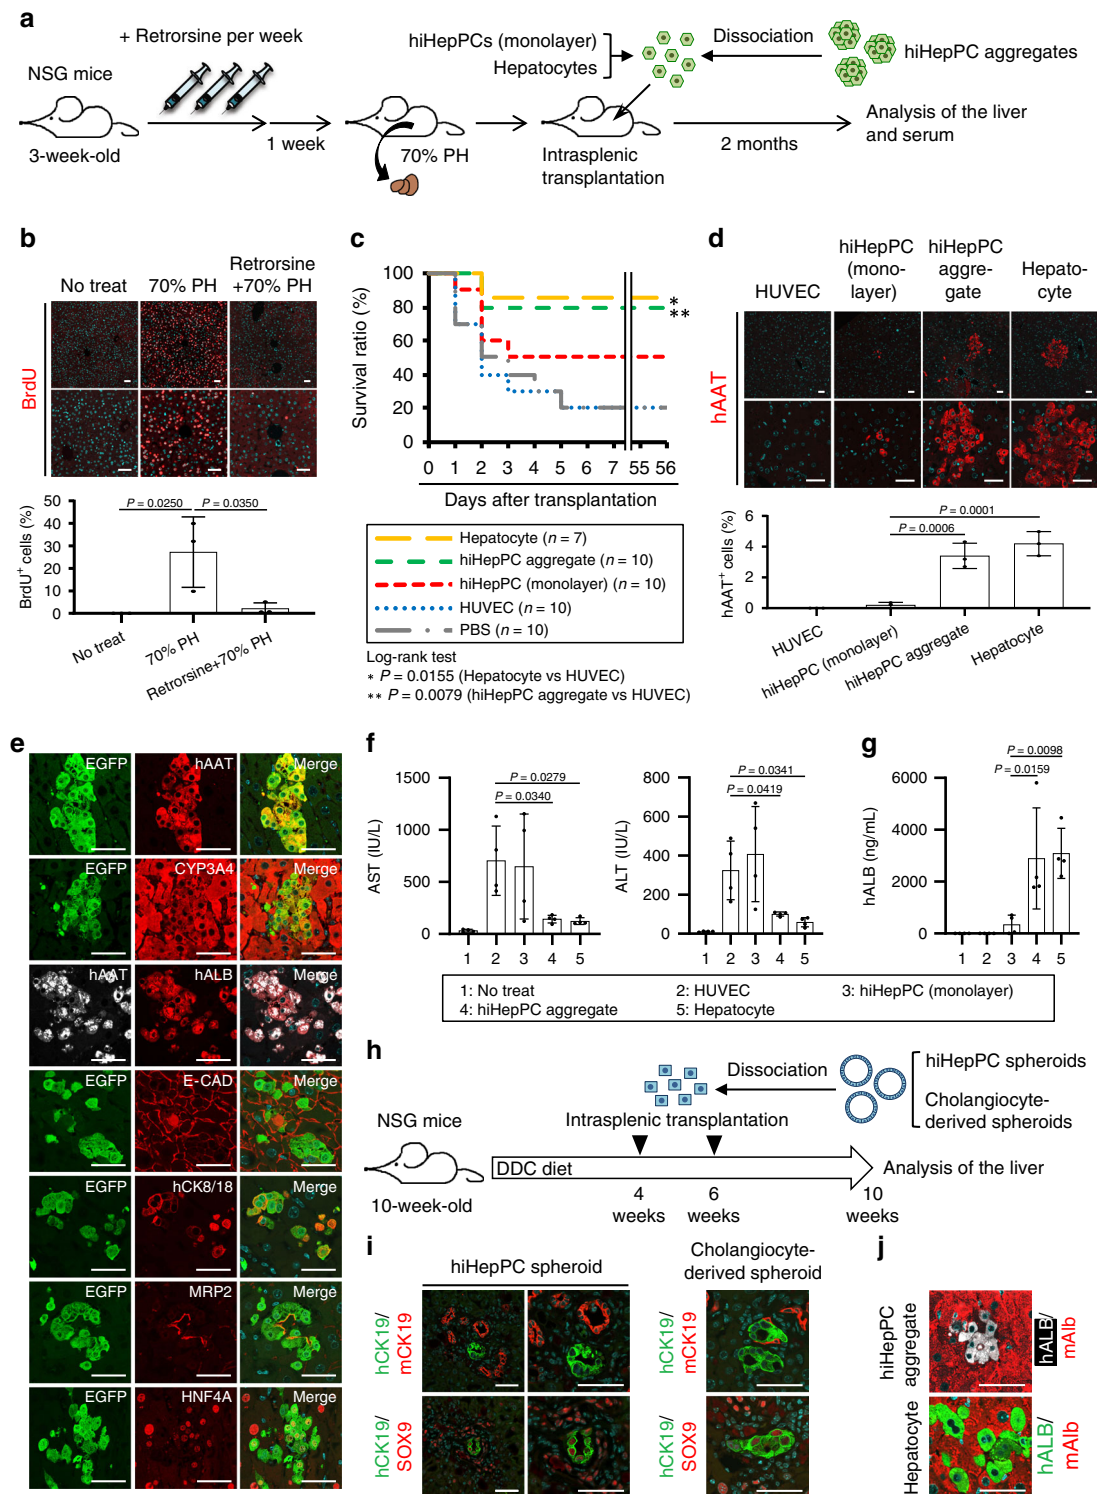 a
+ Retrorsine per week
NSG mice
3-week-old
1 week
70% PH
hiHepPCs (monolayer)
Hepatocytes
Dissociation
hiHepPC aggregates
Intrasplenic
transplantation
2 months
Analysis of the liver
and serum
b
No treat
70% PH
Retrorsine
+70% PH
BrdU
BrdU+ cells (%)
50
40
30
20
10
0
P = 0.0250
P = 0.0350
No treat
70% PH
Retrorsine+70% PH
c
Survival ratio (%)
100
80
60
40
20
0
*
**
0 1 2 3 4 5 6 7 55 56
Days after transplantation
Hepatocyte (n = 7)
hiHepPC aggregate (n = 10)
hiHepPC (monolayer) (n = 10)
HUVEC (n = 10)
PBS (n = 10)
Log-rank test
* P = 0.0155 (Hepatocyte vs HUVEC)
** P = 0.0079 (hiHepPC aggregate vs HUVEC)
d
HUVEC
hiHepPC
(mono-
layer)
hiHepPC
aggre-
gate
Hepato-
cyte
hAAT
hAAT+ cells (%)
6
4
2
0
P = 0.0001
P = 0.0006
HUVEC
hiHepPC (monolayer)
hiHepPC aggregate
Hepatocyte
e
EGFP hAAT Merge
EGFP CYP3A4 Merge
hAAT hALB Merge
EGFP E-CAD Merge
EGFP hCK8/18 Merge
EGFP MRP2 Merge
EGFP HNF4A Merge
f
AST (IU/L)
1500
1000
500
0
P = 0.0279
P = 0.0340
1 2 3 4 5
ALT (IU/L)
800
600
400
200
0
P = 0.0341
P = 0.0419
1 2 3 4 5
g
hALB (ng/mL)
6000
4000
2000
0
P = 0.0098
P = 0.0159
1 2 3 4 5
1: No treat 2: HUVEC 3: hiHepPC (monolayer)
4: hiHepPC aggregate 5: Hepatocyte
h
NSG mice
10-week-old
Dissociation
hiHepPC spheroids
Cholangiocyte-
derived spheroids
Intrasplenic transplantation
DDC diet
4
weeks
6
weeks
10
weeks
Analysis of the liver
i
hiHepPC spheroid
Cholangiocyte-
derived spheroid
hCK19/
mCK19
hCK19/
SOX9
hCK19/
mCK19
hCK19/
SOX9
j
hiHepPC
aggregate
hALB/
mAlb
Hepatocyte
hALB/
mAlb